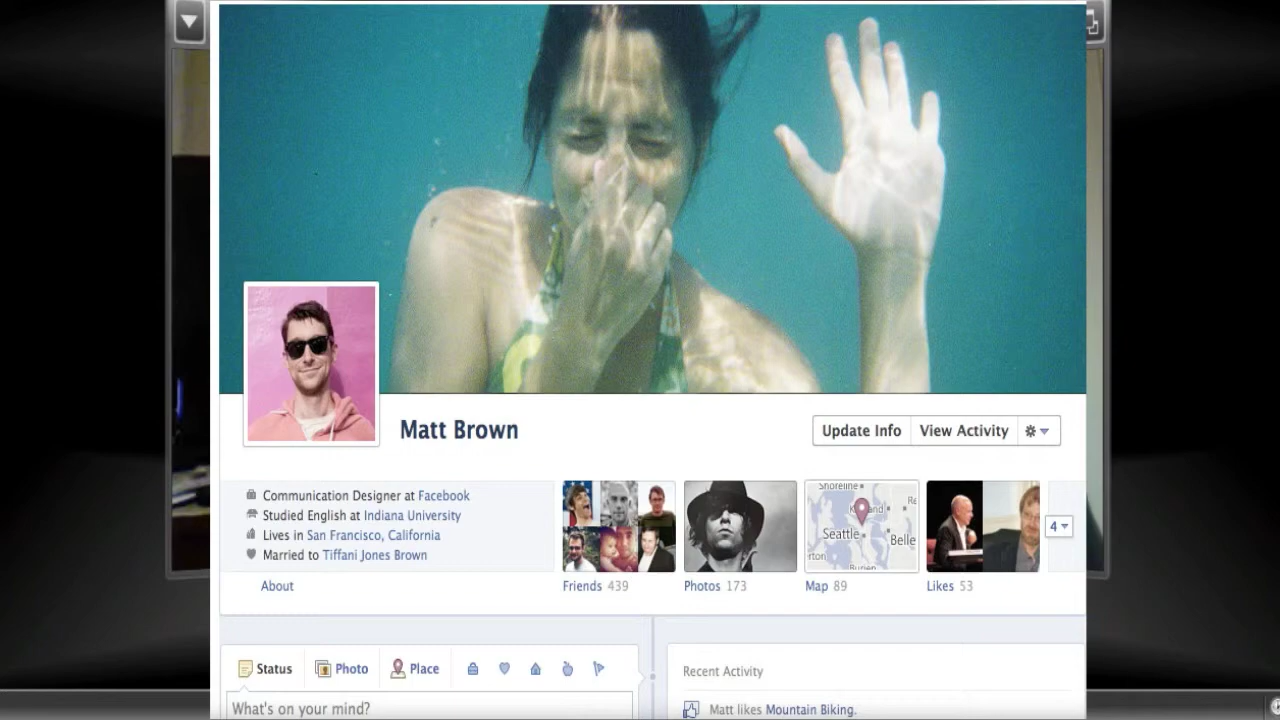 Matt Brown
Update Info
View Activity
Communication Designer at Facebook
Studied English at Indiana University
Lives in San Francisco, California
Married to Tiffani Jones Brown
About
Shoreline
Seattle
Belle
rton
Burien
4
Friends 439
Photos 173
Map 89
Likes 53
Status
Photo
Place
What's on your mind?
Recent Activity
Matt likes Mountain Biking.